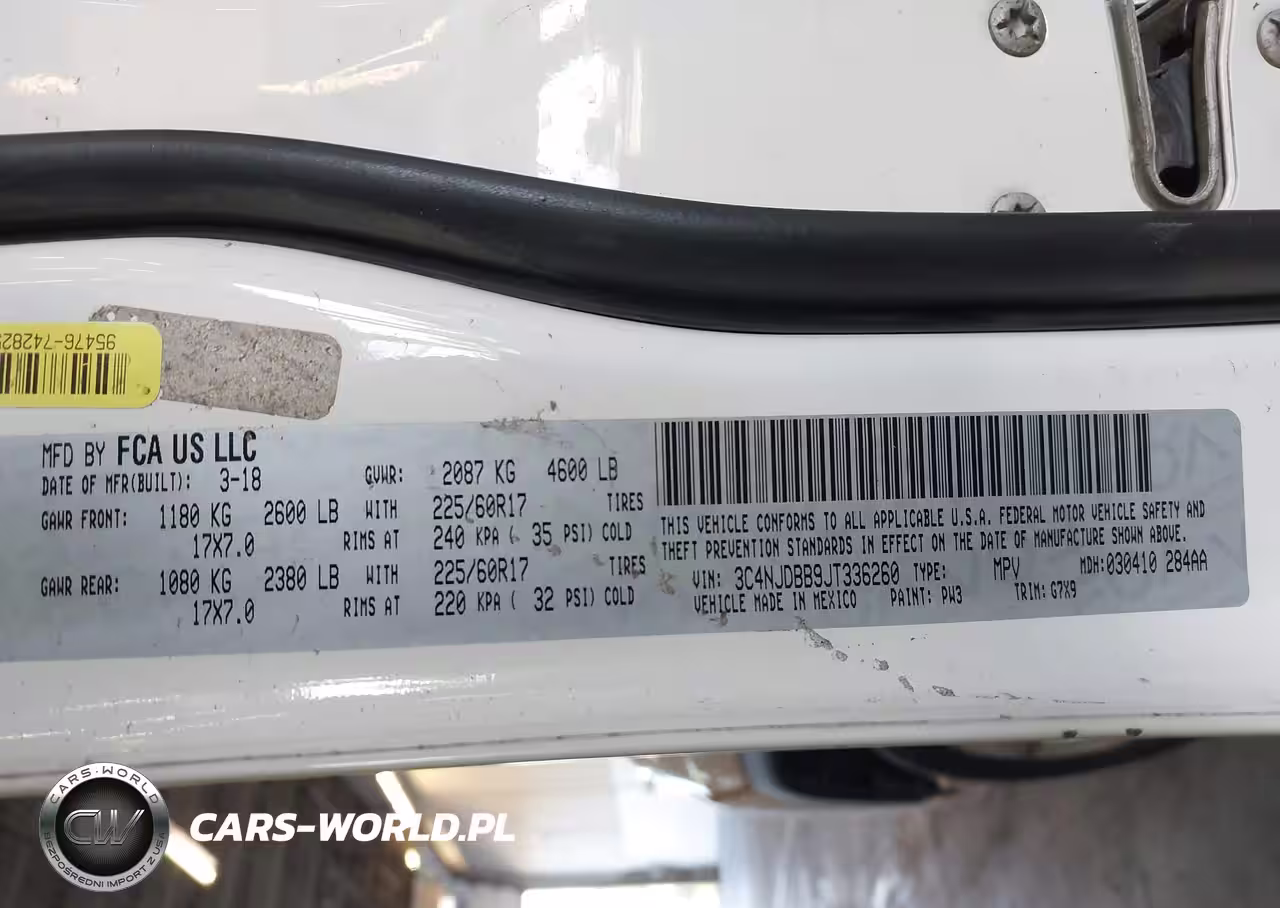 95476-74282
MFD BY FCA US LLC
DATE OF MFR(BUILT): 3-18 GVWR: 2087 KG 4600 LB
GAWR FRONT: 1180 KG 2600 LB WITH 225/60R17 TIRES
17X7.0 RIMS AT 240 KPA ( 35 PSI) COLD
GAWR REAR: 1080 KG 2380 LB WITH 225/60R17 TIRES
17X7.0 RIMS AT 220 KPA ( 32 PSI) COLD
THIS VEHICLE CONFORMS TO ALL APPLICABLE U.S.A. FEDERAL MOTOR VEHICLE SAFETY AND
THEFT PREVENTION STANDARDS IN EFFECT ON THE DATE OF MANUFACTURE SHOWN ABOVE.
VIN: 3C4NJDBB9JT336260 TYPE: MPV MDH:030410 284AA
VEHICLE MADE IN MEXICO PAINT: PW3 TRIM: G7X9
CARS-WORLD
CW
BEZPOŚREDNI IMPORT Z USA
CARS-WORLD.PL